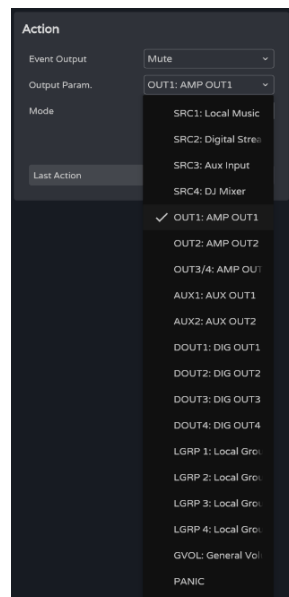 Action
Event Output
Mute
Output Param.
OUT1: AMP OUT1
Mode
SRC1: Local Music
SRC2: Digital Strea
SRC3: Aux Input
Last Action
SRC4: DJ Mixer
OUT1: AMP OUT1
OUT2: AMP OUT2
OUT3/4: AMP OUT
AUX1: AUX OUT1
AUX2: AUX OUT2
DOUT1: DIG OUT1
DOUT2: DIG OUT2
DOUT3: DIG OUT3
DOUT4: DIG OUT4
LGRP 1: Local Grou
LGRP 2: Local Grou
LGRP 3: Local Grou
LGRP 4: Local Grou
GVOL: General Vol
PANIC